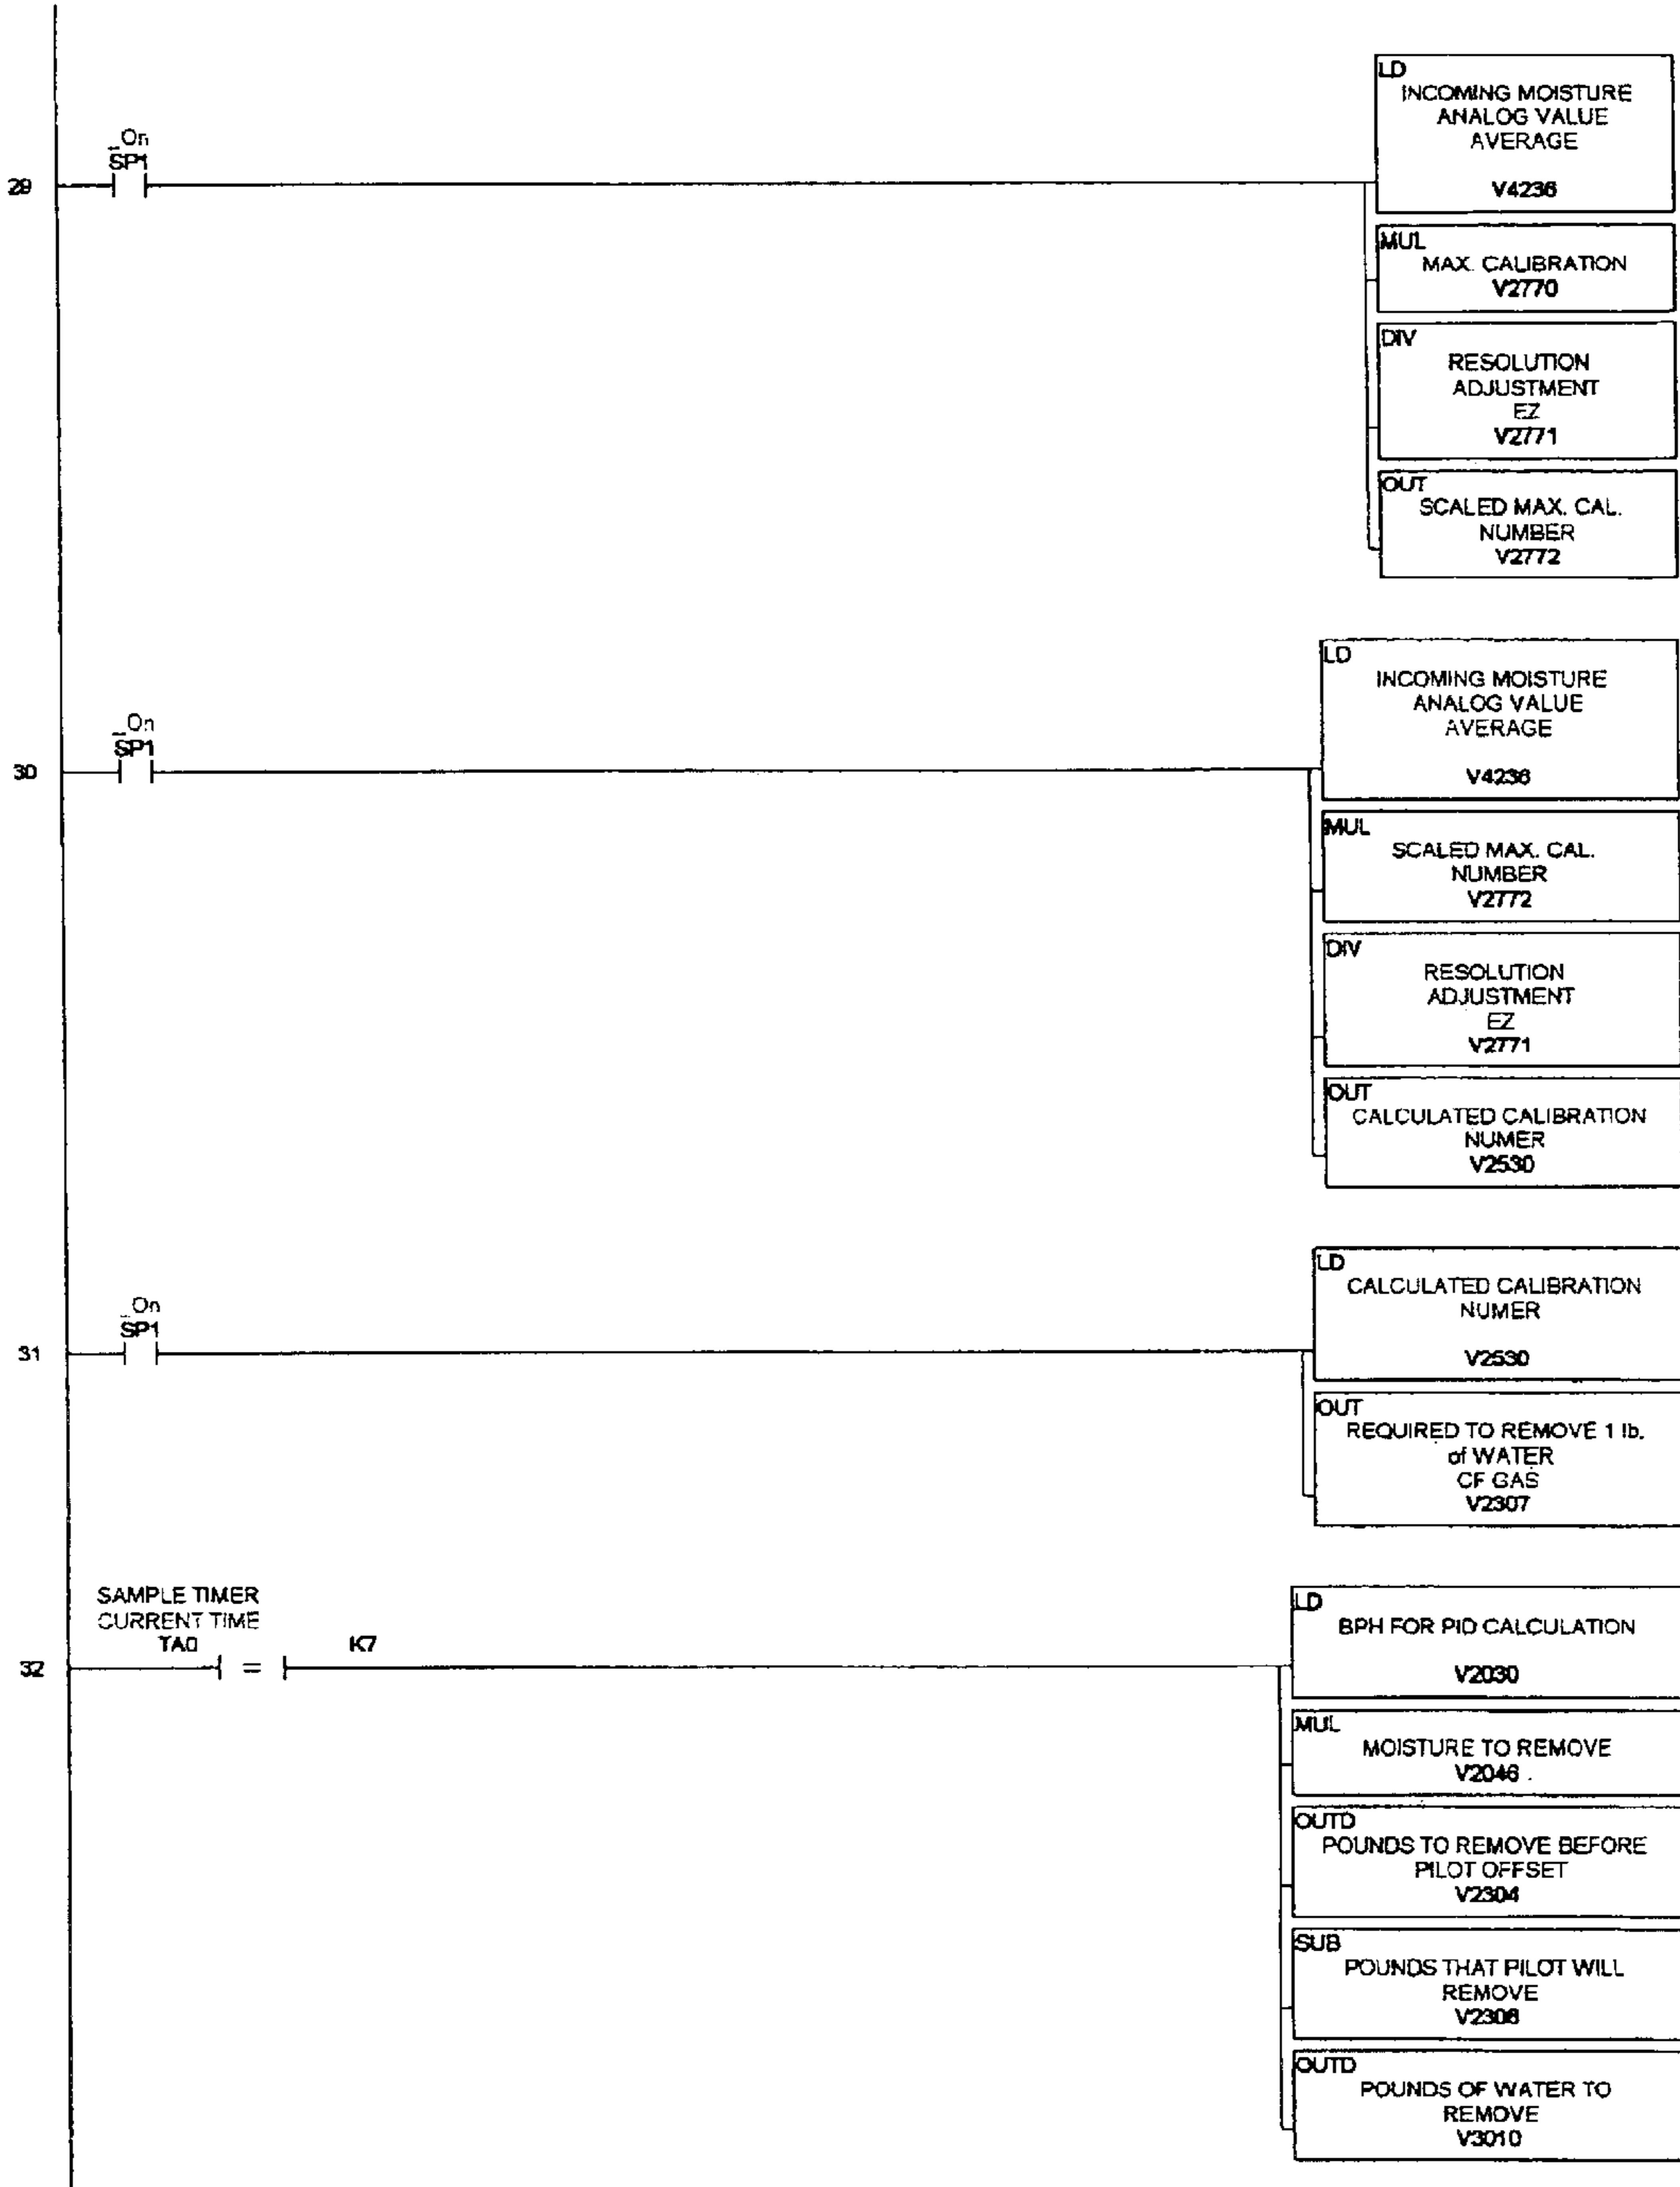 29
_On
SP1
LD
INCOMING MOISTURE
ANALOG VALUE
AVERAGE
V4236
MUL
MAX. CALIBRATION
V2770
DIV
RESOLUTION
ADJUSTMENT
EZ
V2771
OUT
SCALED MAX. CAL.
NUMBER
V2772
30
_On
SP1
LD
INCOMING MOISTURE
ANALOG VALUE
AVERAGE
V4236
MUL
SCALED MAX. CAL.
NUMBER
V2772
DIV
RESOLUTION
ADJUSTMENT
EZ
V2771
OUT
CALCULATED CALIBRATION
NUMER
V2530
31
_On
SP1
LD
CALCULATED CALIBRATION
NUMER
V2530
OUT
REQUIRED TO REMOVE 1 lb.
of WATER
CF GAS
V2307
32
SAMPLE TIMER
CURRENT TIME
TA0
=
K7
LD
BPH FOR PID CALCULATION
V2030
MUL
MOISTURE TO REMOVE
V2046
OUTD
POUNDS TO REMOVE BEFORE
PILOT OFFSET
V2304
SUB
POUNDS THAT PILOT WILL
REMOVE
V2306
OUTD
POUNDS OF WATER TO
REMOVE
V3010